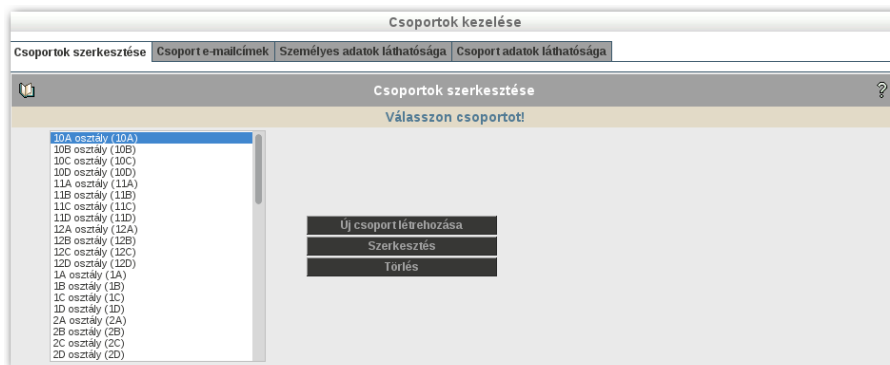 Csoportok kezelése
Csoportok szerkesztése Csoport e-mailcímek Személyes adatok láthatósága Csoport adatok láthatósága
Csoportok szerkesztése ?
Válasszon csoportot!
10A osztály (10A)
10B osztály (10B)
10C osztály (10C)
10D osztály (10D)
11A osztály (11A)
11B osztály (11B)
11C osztály (11C)
11D osztály (11D)
12A osztály (12A)
12B osztály (12B)
12C osztály (12C)
12D osztály (12D)
1A osztály (1A)
1B osztály (1B)
1C osztály (1C)
1D osztály (1D)
2A osztály (2A)
2B osztály (2B)
2C osztály (2C)
2D osztály (2D)
Új csoport létrehozása
Szerkesztés
Törlés